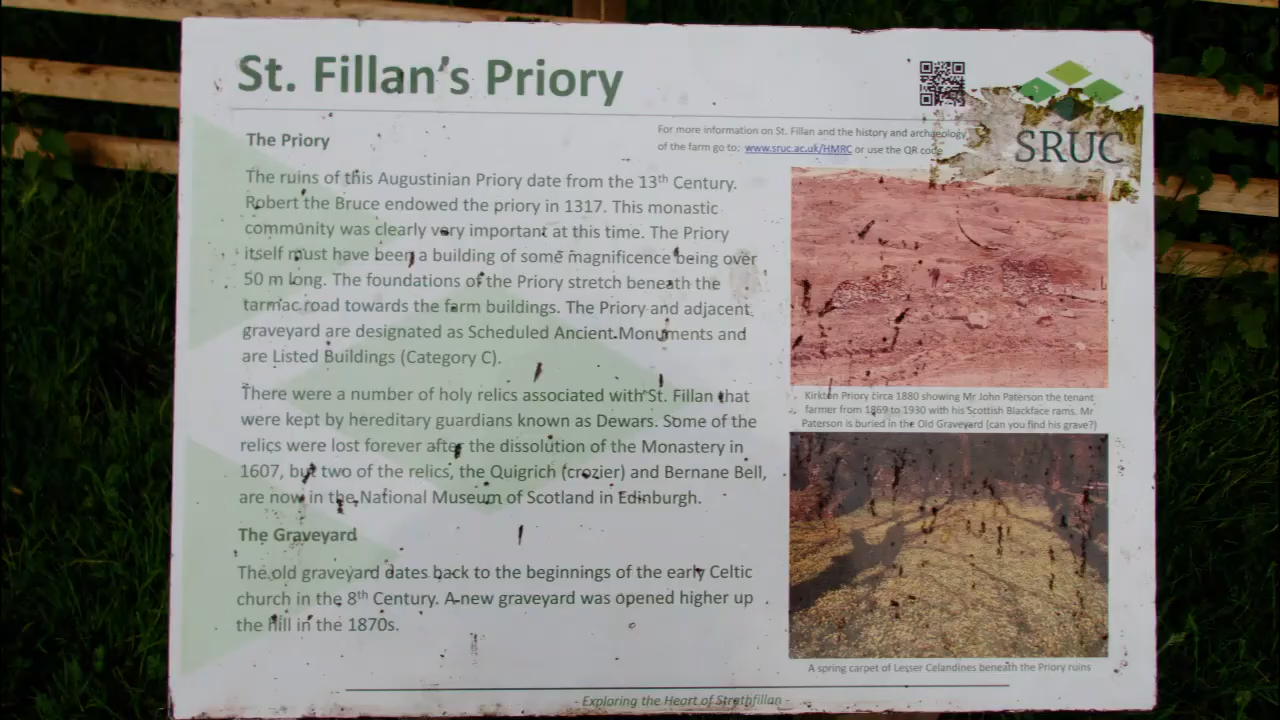 St. Fillan's Priory
SRUC
For more information on St. Fillan and the history and archaeology
of the farm go to: www.sruc.ac.uk/HMRC or use the QR code
The Priory
The ruins of this Augustinian Priory date from the 13th Century.
Robert the Bruce endowed the priory in 1317. This monastic
community was clearly very important at this time. The Priory
itself must have been a building of some magnificence being over
50 m long. The foundations of the Priory stretch beneath the
tarmac road towards the farm buildings. The Priory and adjacent
graveyard are designated as Scheduled Ancient Monuments and
are Listed Buildings (Category C).
There were a number of holy relics associated with St. Fillan that
were kept by hereditary guardians known as Dewars. Some of the
relics were lost forever after the dissolution of the Monastery in
1607, but two of the relics, the Quigrich (crozier) and Bernane Bell,
are now in the National Museum of Scotland in Edinburgh.
The Graveyard
The old graveyard dates back to the beginnings of the early Celtic
church in the 8th Century. A new graveyard was opened higher up
the hill in the 1870s.
Kirkton Priory circa 1880 showing Mr John Paterson the tenant
farmer from 1869 to 1930 with his Scottish Blackface rams. Mr
Paterson is buried in the Old Graveyard (can you find his grave?)
A spring carpet of Lesser Celandines beneath the Priory ruins
- Exploring the Heart of Strathfillan -